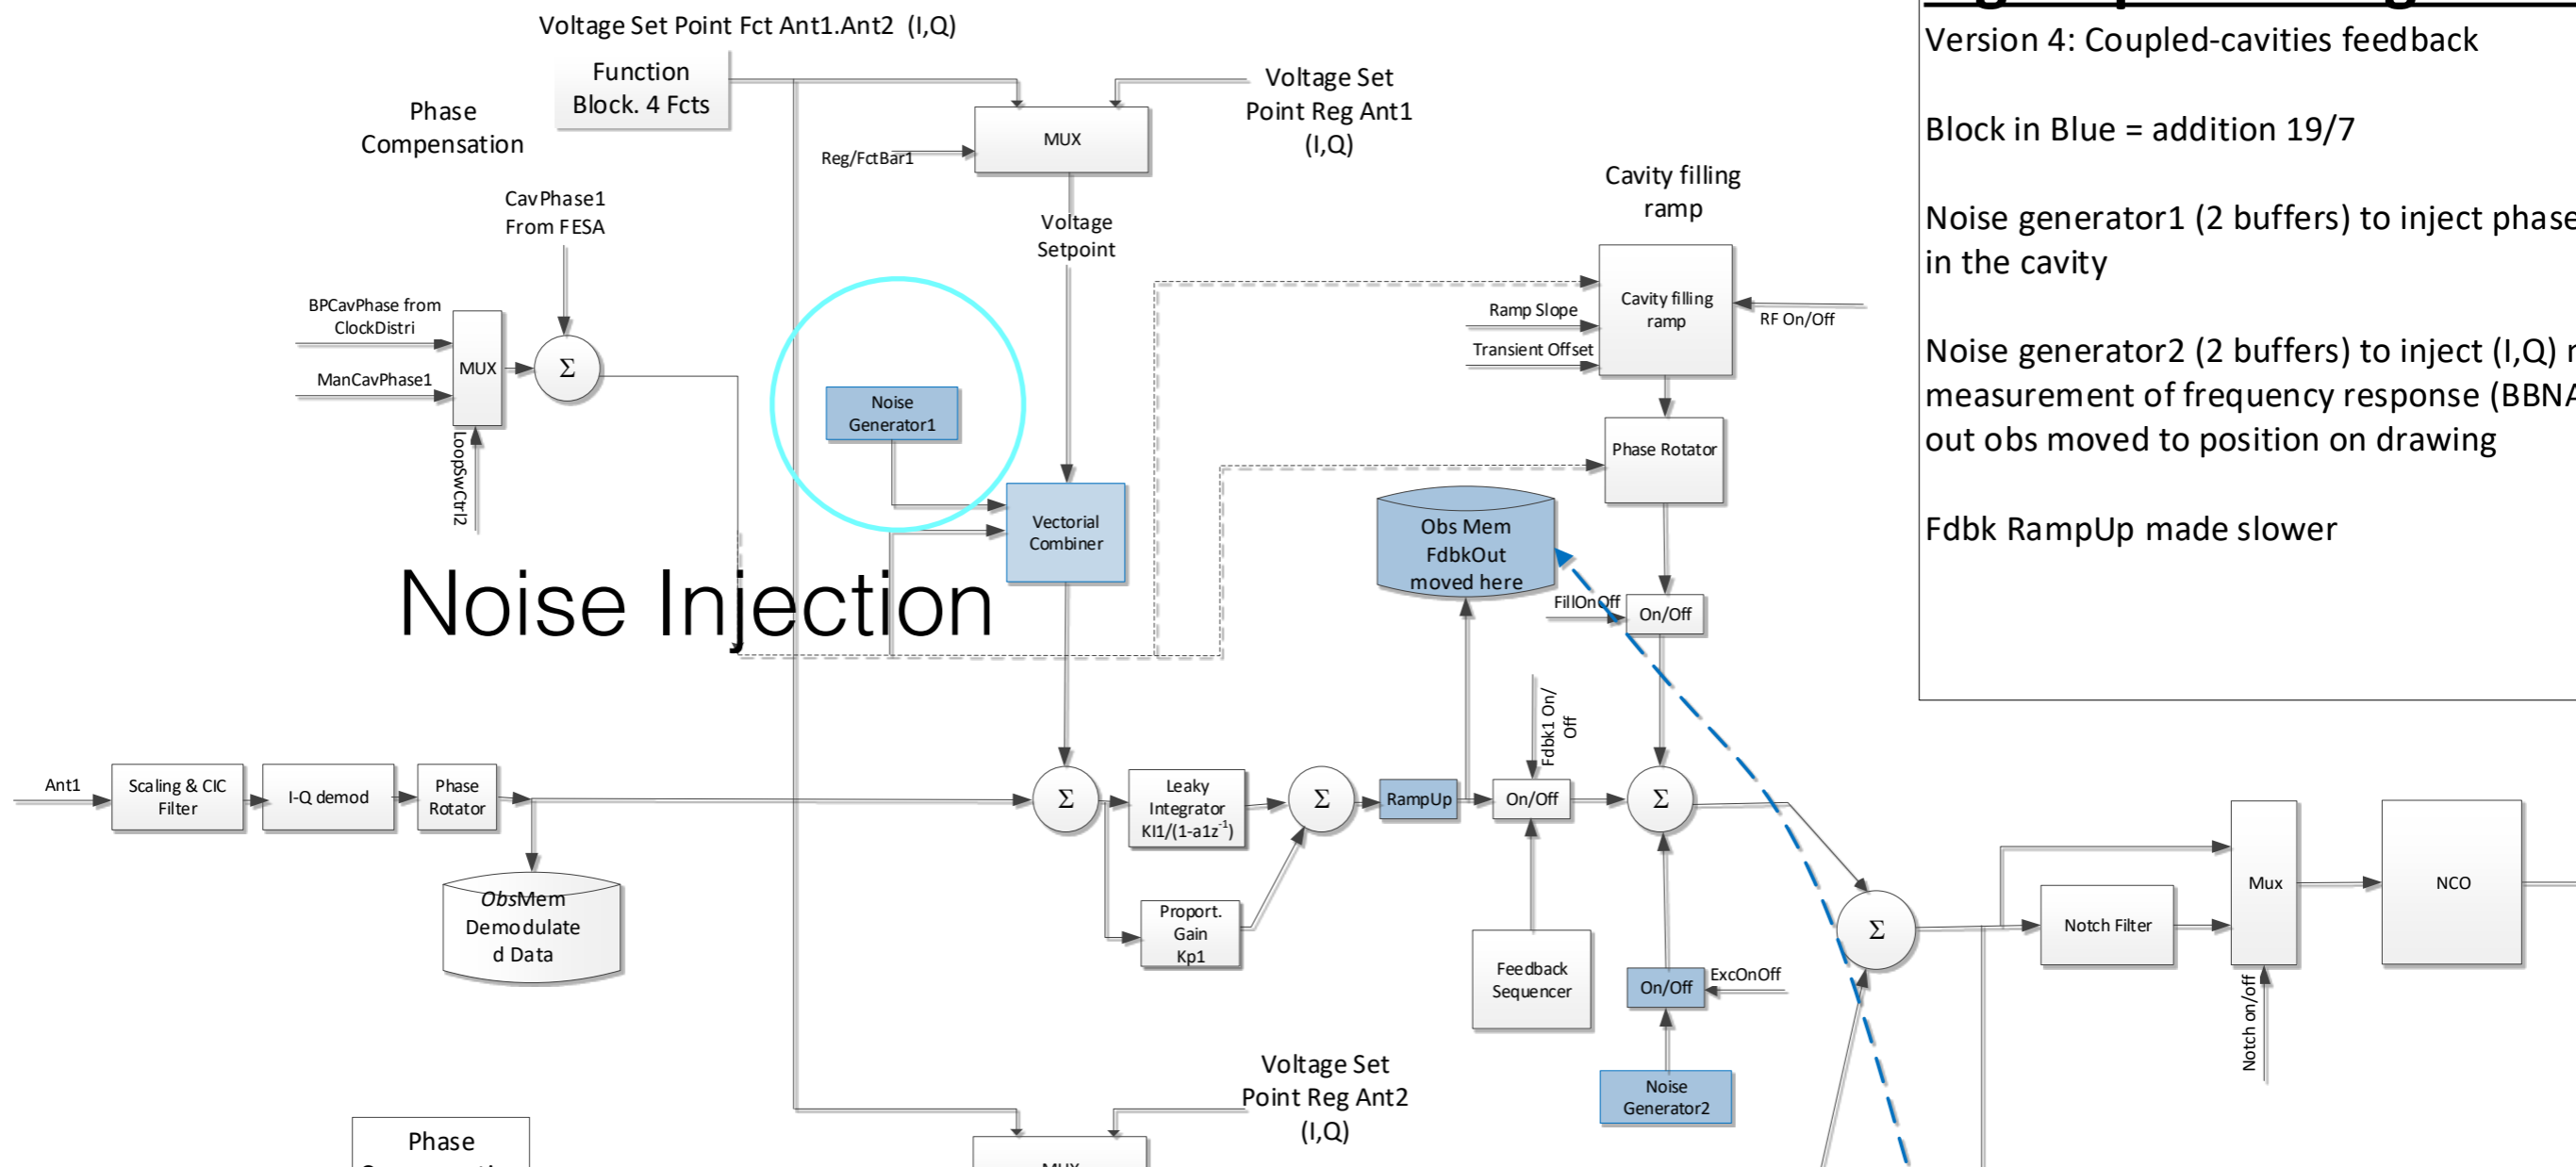 Voltage Set Point Fct Ant1.Ant2 (I,Q)
Function
Block. 4 Fcts
Phase
Compensation
Voltage Set
Point Reg Ant1
(I,Q)
MUX
Reg/FctBar1
Voltage
Setpoint
CavPhase1
From FESA
BPCavPhase from
ClockDistri
ManCavPhase1
MUX
Σ
LoopSwCtrl2
Noise
Generator1
Vectorial
Combiner
Noise Injection
Cavity filling
ramp
Cavity filling
ramp
Ramp Slope
Transient Offset
RF On/Off
Phase Rotator
Obs Mem
FdbkOut
moved here
FillOnOff
On/Off
Version 4: Coupled-cavities feedback
Block in Blue = addition 19/7
Noise generator1 (2 buffers) to inject phase
in the cavity
Noise generator2 (2 buffers) to inject (I,Q)
measurement of frequency response (BBNA
out obs moved to position on drawing
Fdbk RampUp made slower
Ant1
Scaling & CIC
Filter
I-Q demod
Phase
Rotator
ObsMem
Demodulate
d Data
Σ
Leaky
Integrator
KI1/(1-a1z⁻¹)
Proport.
Gain
Kp1
Σ
RampUp
Fdbk1 On/
Off
On/Off
Σ
Feedback
Sequencer
On/Off
ExcOnOff
Noise
Generator2
Σ
Notch Filter
Mux
Notch on/off
NCO
Voltage Set
Point Reg Ant2
(I,Q)
Phase
MUX